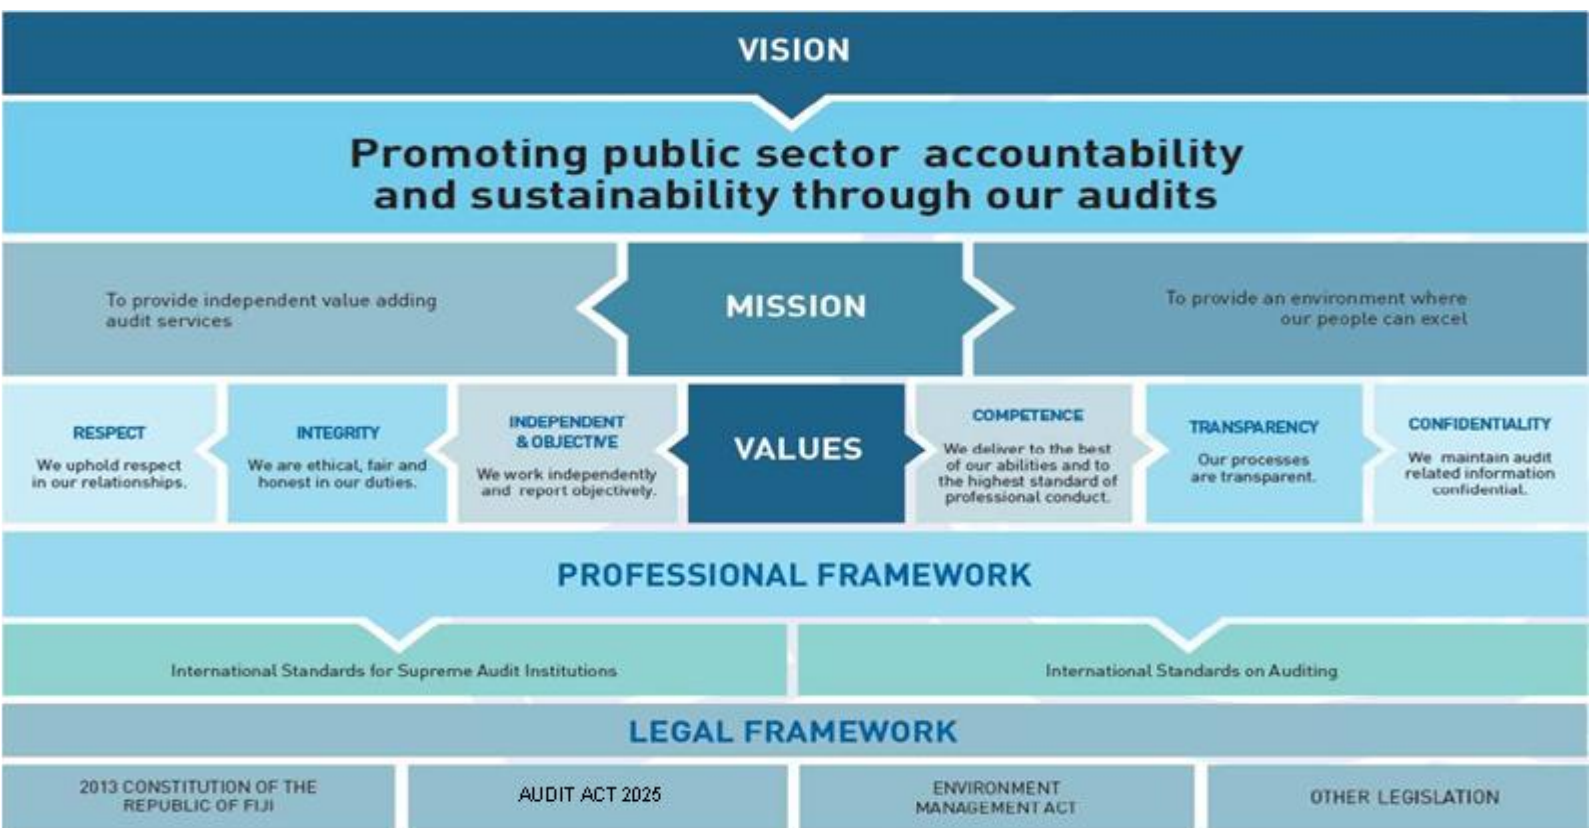 VISION
Promoting public sector accountability
and sustainability through our audits
To provide independent value adding
audit services
MISSION
To provide an environment where
our people can excel
RESPECT
We uphold respect
in our relationships.
INTEGRITY
We are ethical, fair and
honest in our duties.
INDEPENDENT
& OBJECTIVE
We work independently
and report objectively.
VALUES
COMPETENCE
We deliver to the best
of our abilities and to
the highest standard of
professional conduct.
TRANSPARENCY
Our processes
are transparent.
CONFIDENTIALITY
We maintain audit
related information
confidential.
PROFESSIONAL FRAMEWORK
International Standards for Supreme Audit Institutions
International Standards on Auditing
LEGAL FRAMEWORK
2013 CONSTITUTION OF THE
REPUBLIC OF FIJI
AUDIT ACT 2025
ENVIRONMENT
MANAGEMENT ACT
OTHER LEGISLATION